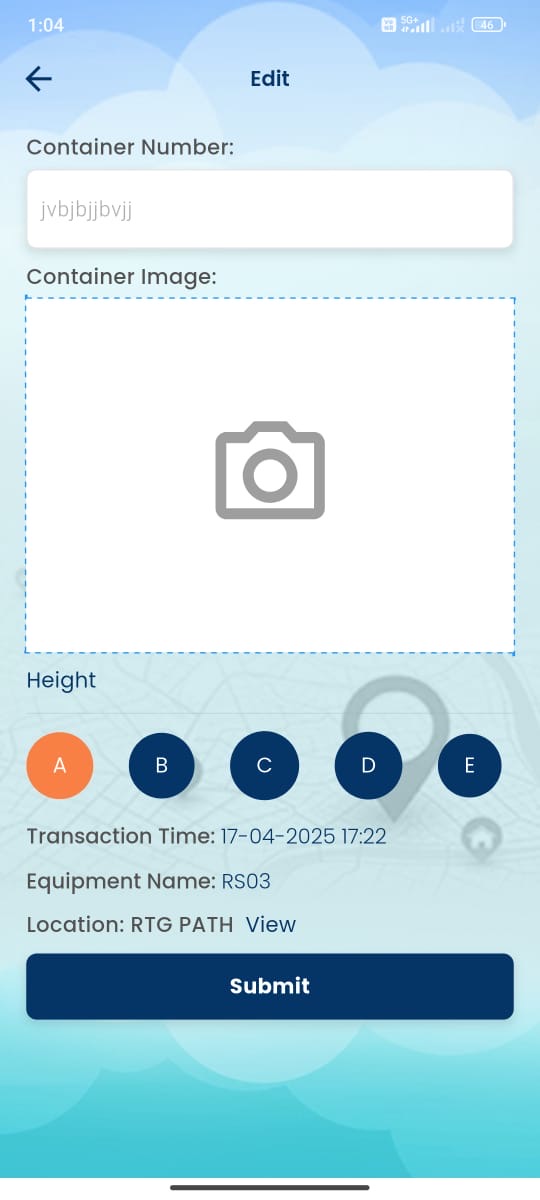 1:04
5G+
46
Edit
Container Number:
jvbjbjjbvjj
Container Image:
Height
A B C D E
Transaction Time: 17-04-2025 17:22
Equipment Name: RS03
Location: RTG PATH View
Submit